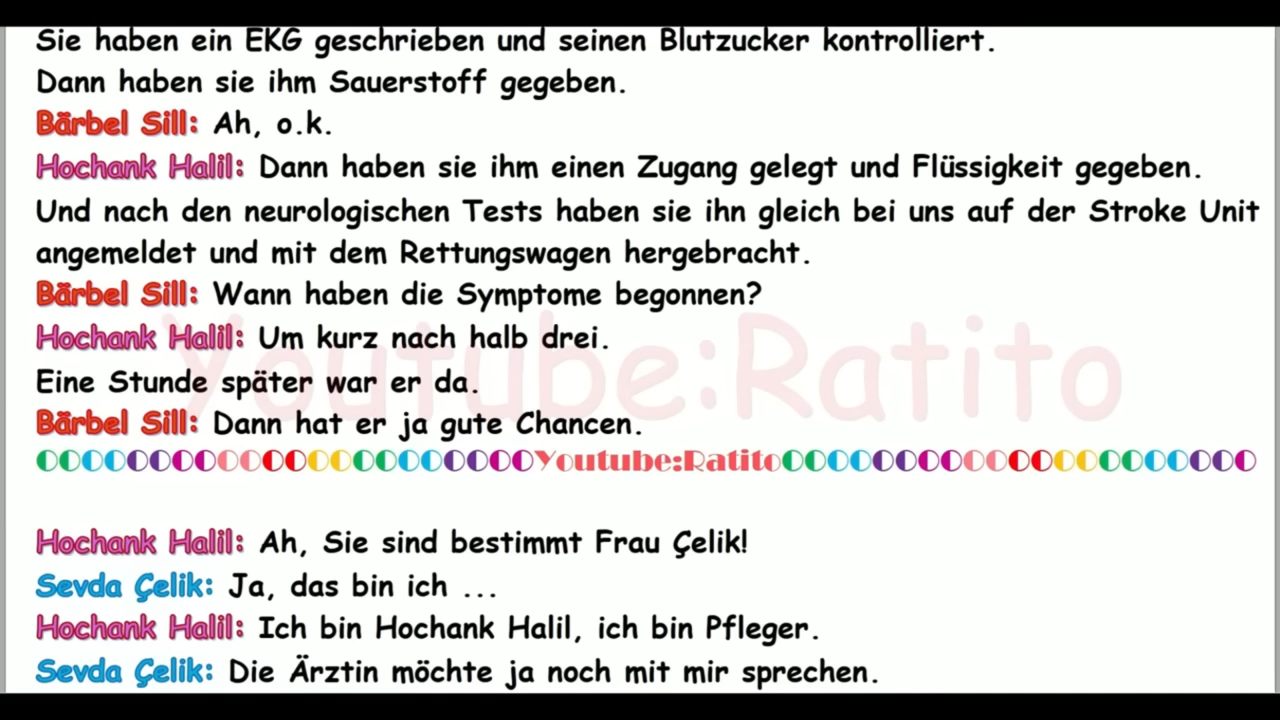 Sie haben ein EKG geschrieben und seinen Blutzucker kontrolliert.
Dann haben sie ihm Sauerstoff gegeben.
Bärbel Sill: Ah, o.k.
Hochank Halil: Dann haben sie ihm einen Zugang gelegt und Flüssigkeit gegeben.
Und nach den neurologischen Tests haben sie ihn gleich bei uns auf der Stroke Unit
angemeldet und mit dem Rettungswagen hergebracht.
Bärbel Sill: Wann haben die Symptome begonnen?
Hochank Halil: Um kurz nach halb drei.
Youtube:Ratito
Eine Stunde später war er da.
Bärbel Sill: Dann hat er ja gute Chancen.
Youtube:Ratito
Hochank Halil: Ah, Sie sind bestimmt Frau Çelik!
Sevda Çelik: Ja, das bin ich ...
Hochank Halil: Ich bin Hochank Halil, ich bin Pfleger.
Sevda Çelik: Die Ärztin möchte ja noch mit mir sprechen.